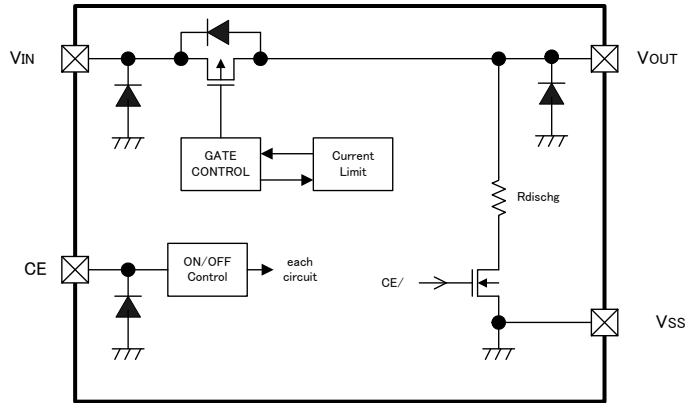 VIN
VOUT
GATE
CONTROL
Current
Limit
Rdischg
CE
ON/OFF
Control
each
circuit
CE/
VSS